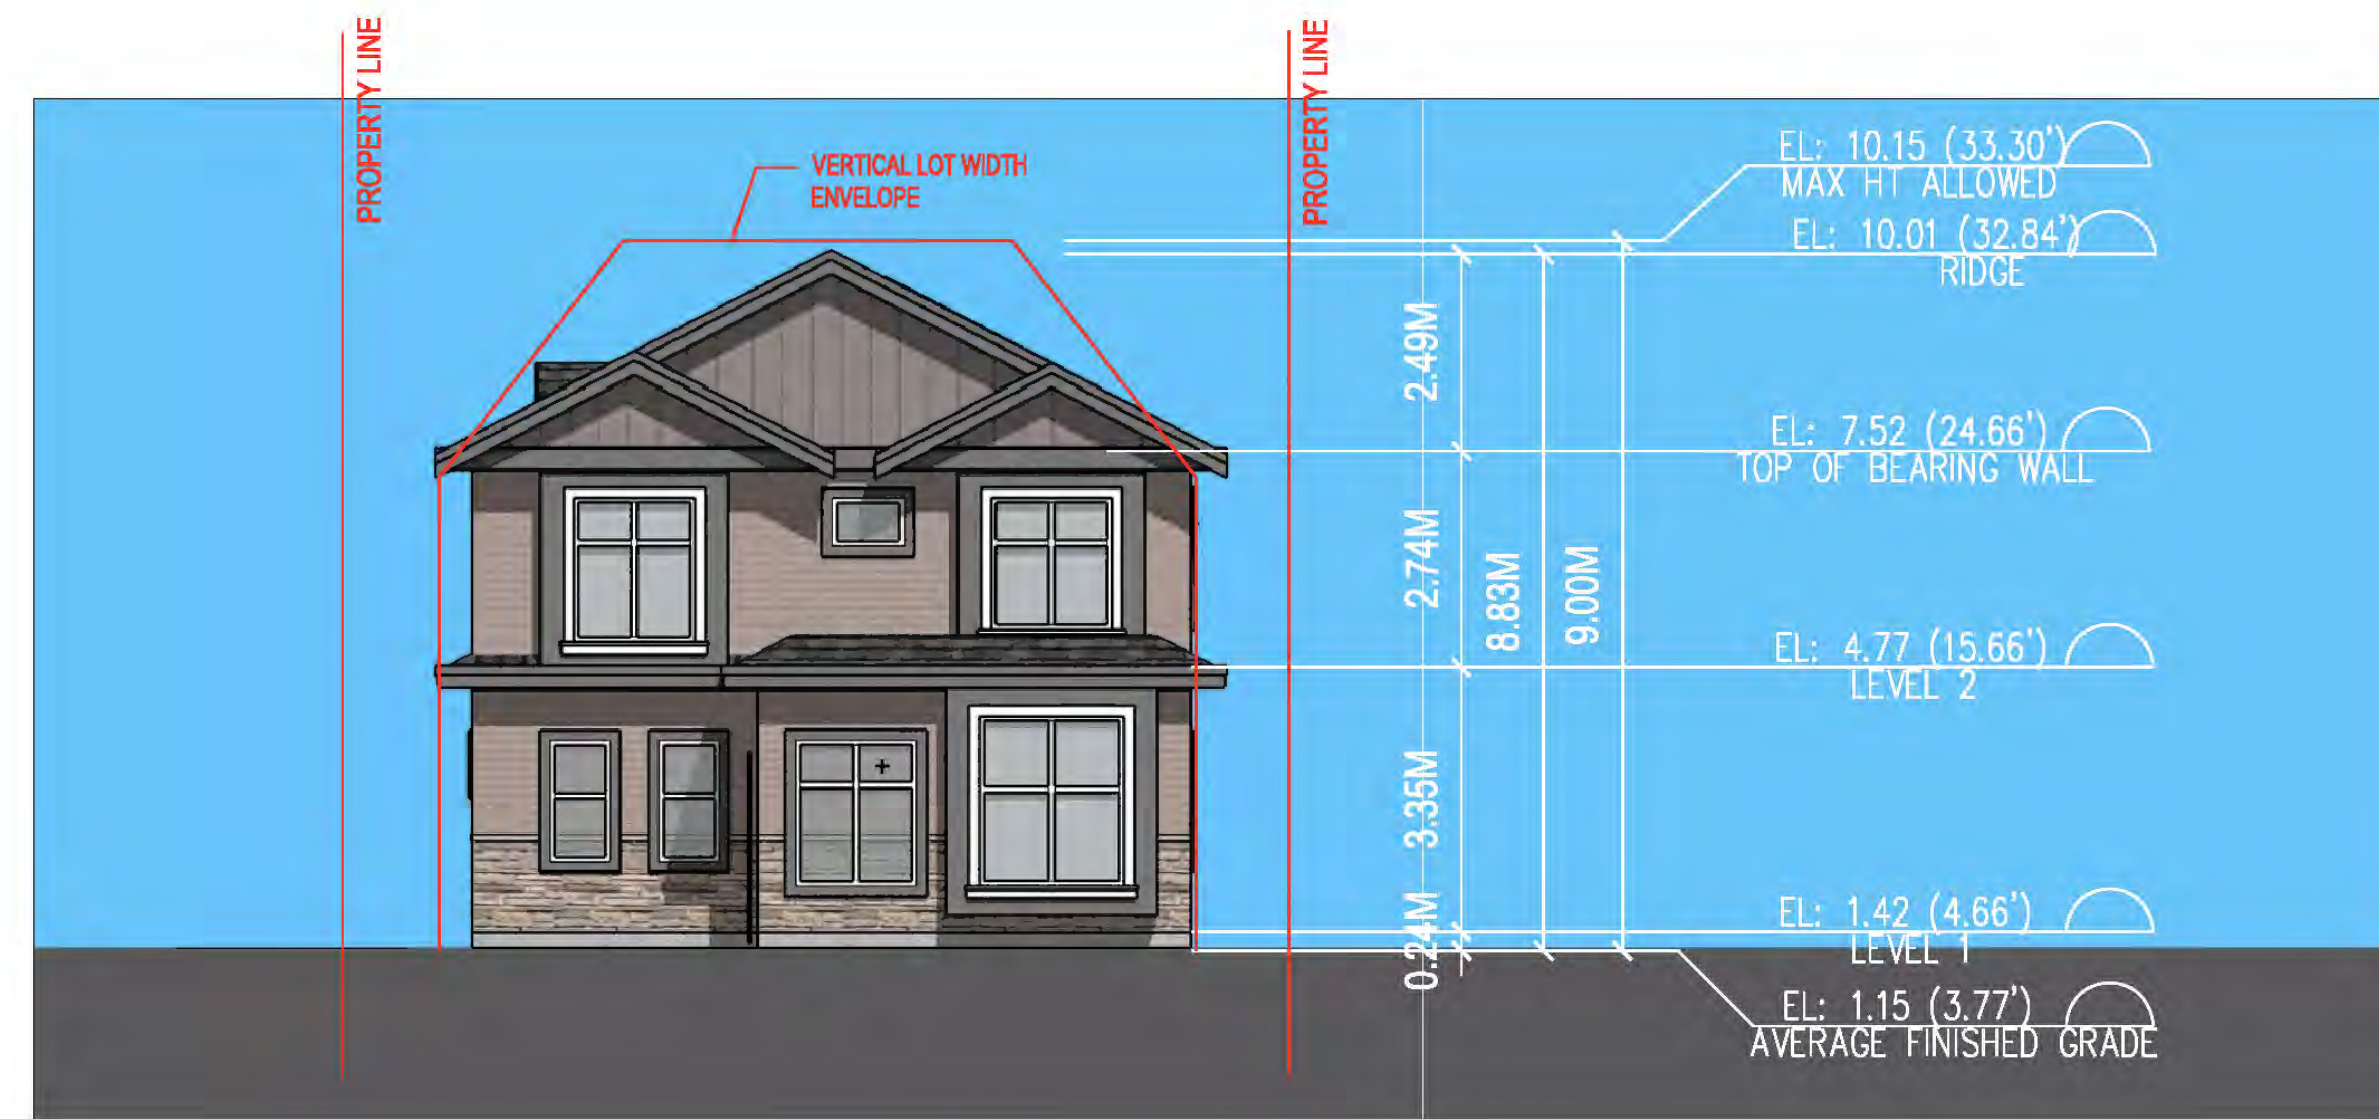 PROPERTY LINE
PROPERTY LINE
VERTICAL LOT WIDTH
ENVELOPE
EL: 10.15 (33.30')
MAX HT ALLOWED
EL: 10.01 (32.84')
RIDGE
2.49M
EL: 7.52 (24.66')
TOP OF BEARING WALL
2.74M
8.83M
9.00M
EL: 4.77 (15.66')
LEVEL 2
3.35M
EL: 1.42 (4.66')
LEVEL 1
0.24M
EL: 1.15 (3.77')
AVERAGE FINISHED GRADE